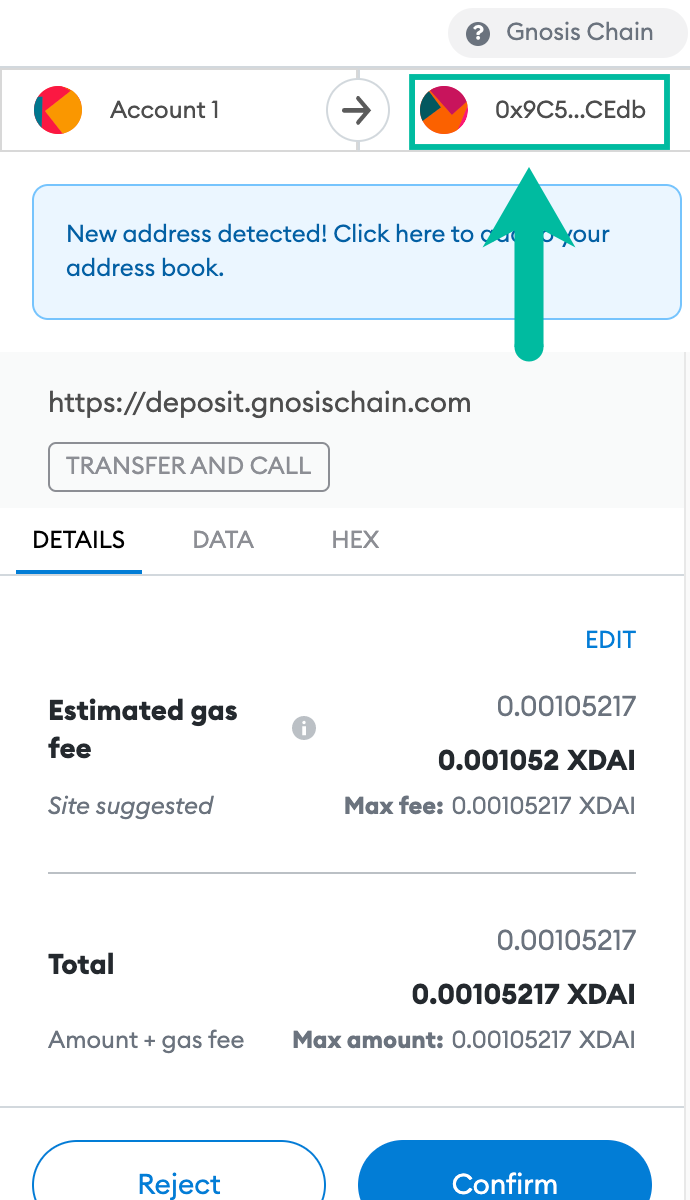 ? Gnosis Chain
Account 1
0x9C5...CEdb
New address detected! Click here to add to your
address book.
https://deposit.gnosischain.com
TRANSFER AND CALL
DETAILS
DATA
HEX
EDIT
Estimated gas
fee
i
0.00105217
0.001052 XDAI
Site suggested
Max fee: 0.00105217 XDAI
Total
0.00105217
0.00105217 XDAI
Amount + gas fee
Max amount: 0.00105217 XDAI
Reject
Confirm